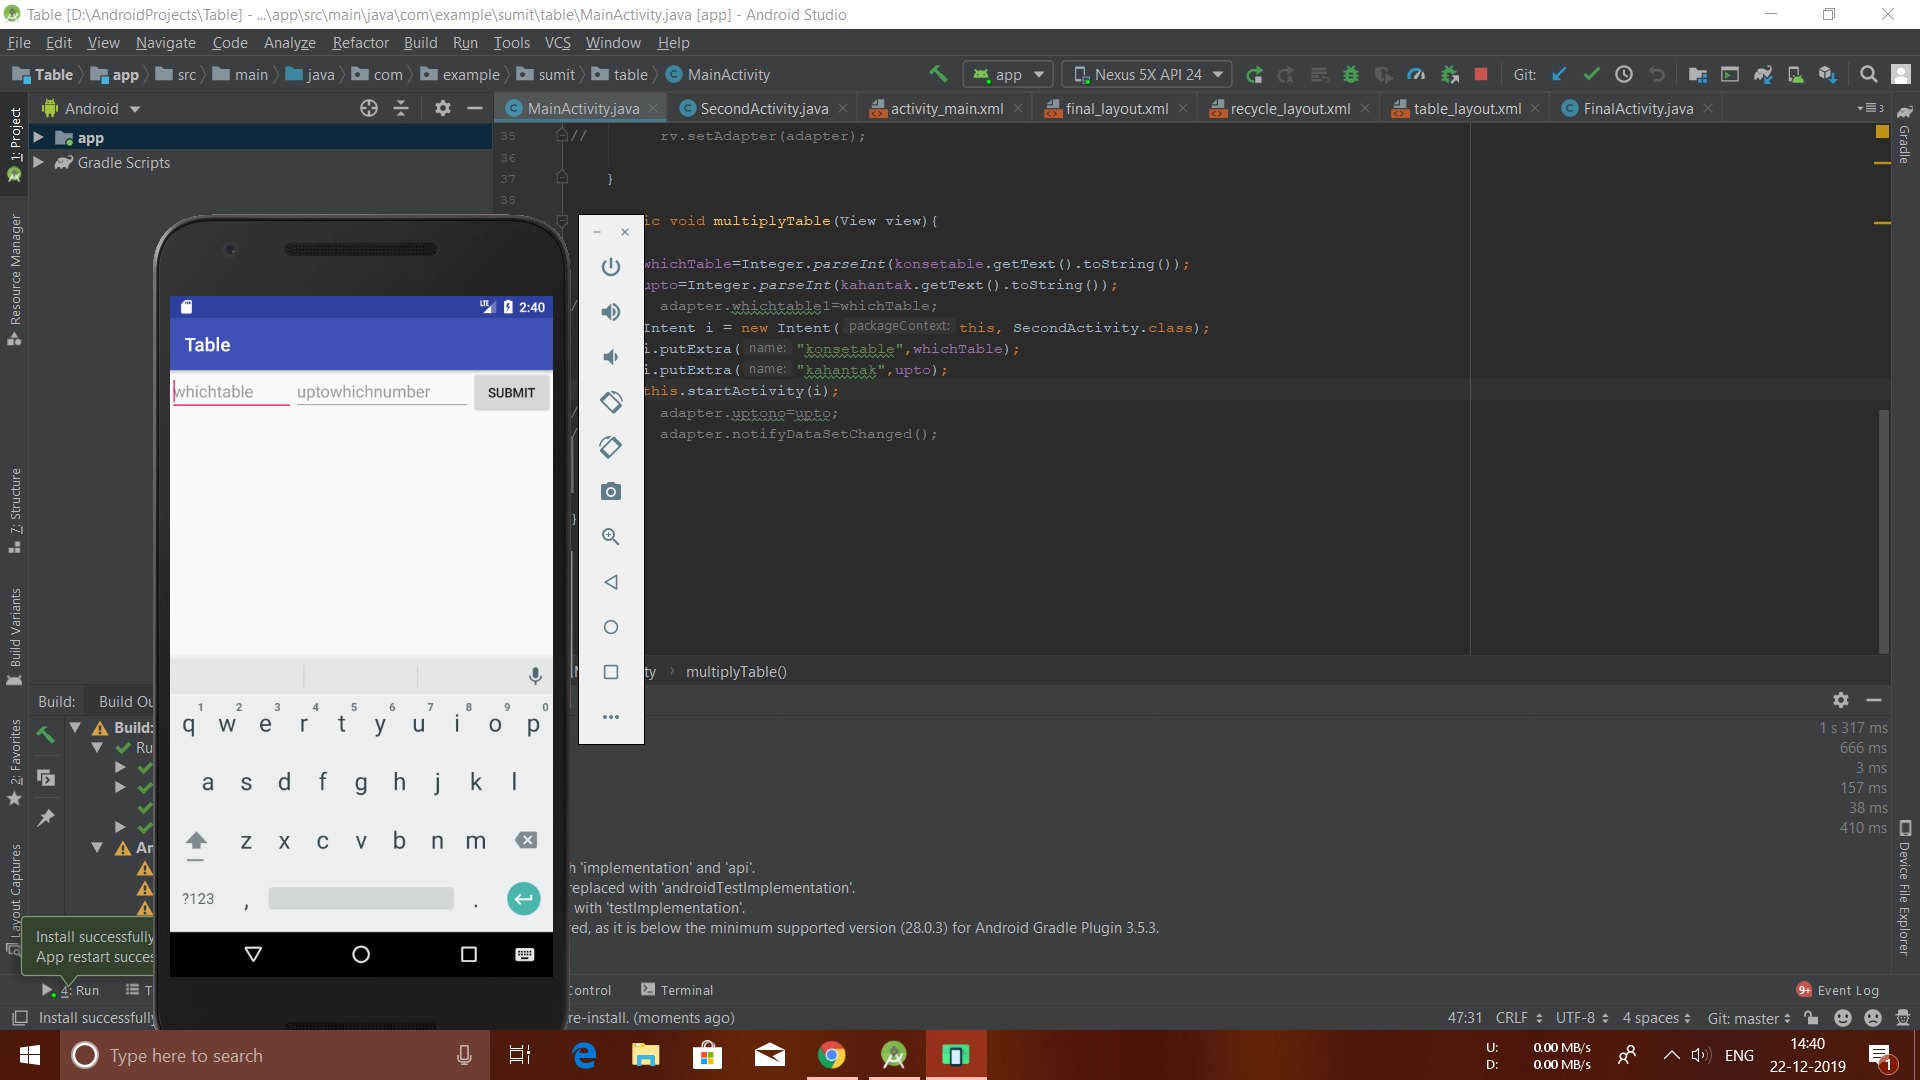 Table [D:\AndroidProjects\Table] - ...\app\src\main\java\com\example\sumit\table\MainActivity.java [app] - Android Studio
File Edit View Navigate Code Analyze Refactor Build Run Tools VCS Window Help
Table app src main java com example sumit table MainActivity app Nexus 5X API 24 Git:
Android
MainActivity.java SecondActivity.java activity_main.xml final_layout.xml recycle_layout.xml table_layout.xml FinalActivity.java
1: Project
Resource Manager
7: Structure
Build Variants
2: Favorites
Layout Captures
app
Gradle Scripts
35 // rv.setAdapter(adapter);
36
37 }
38
ic void multiplyTable(View view){
whichTable=Integer.parseInt(konsetable.getText().toString());
upto=Integer.parseInt(kahantak.getText().toString());
adapter.whichtable1=whichTable;
Intent i = new Intent( packageContext: this, SecondActivity.class);
i.putExtra( name: "konsetable",whichTable);
i.putExtra( name: "kahantak",upto);
this.startActivity(i);
adapter.uptono=upto;
adapter.notifyDataSetChanged();
}
ty › multiplyTable()
LTE 2:40
Table
whichtable uptowhichnumber SUBMIT
1 2 3 4 5 6 7 8 9 0
q w e r t y u i o p
a s d f g h j k l
z x c v b n m
?123 , .
Build: Build Ou
Build:
Ru
An
1 s 317 ms
666 ms
3 ms
157 ms
38 ms
410 ms
h 'implementation' and 'api'.
replaced with 'androidTestImplementation'.
with 'testImplementation'.
ed, as it is below the minimum supported version (28.0.3) for Android Gradle Plugin 3.5.3.
Install successfully
App restart succes
4: Run T ontrol Terminal 9+ Event Log
Install successfully re-install. (moments ago) 47:31 CRLF UTF-8 4 spaces Git: master
Gradle
Device File Explorer
Type here to search
U: 0.00 MB/s
D: 0.00 MB/s
ENG
14:40
22-12-2019
1